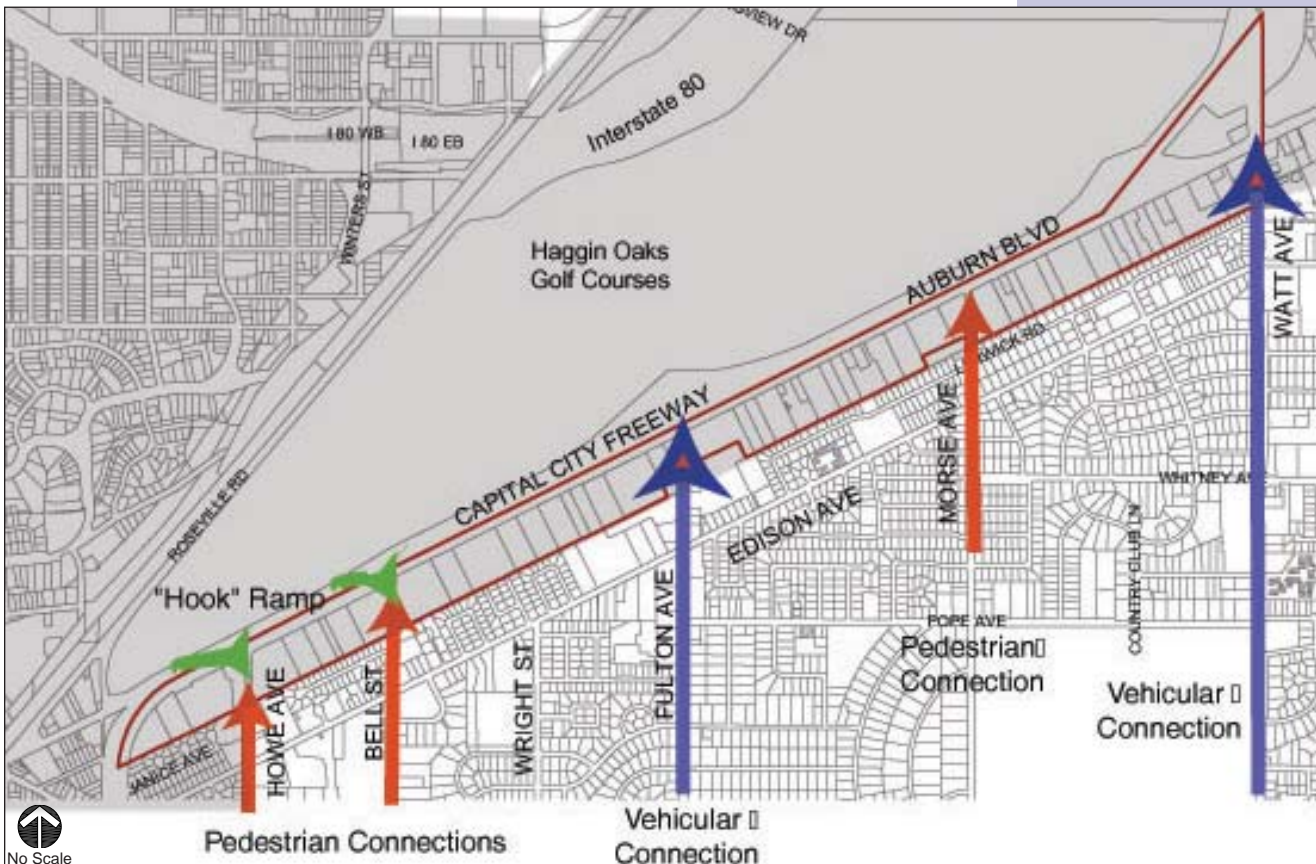 GVIEW DR
Interstate 80
I 80 WB
I 80 EB
WINTERS ST
Haggin Oaks
Golf Courses
AUBURN BLVD
WATT AVE
CAPITAL CITY FREEWAY
MORSE AVE
WHITNEY AVE
ROSEVILLE RD
EDISON AVE
COUNTRY CLUB LN
"Hook" Ramp
FULTON AVE
POPE AVE
Pedestrian
Connection
HOWE AVE
BELL ST
WRIGHT ST
Vehicular
Connection
JANICE AVE
No Scale
Pedestrian Connections
Vehicular
Connection